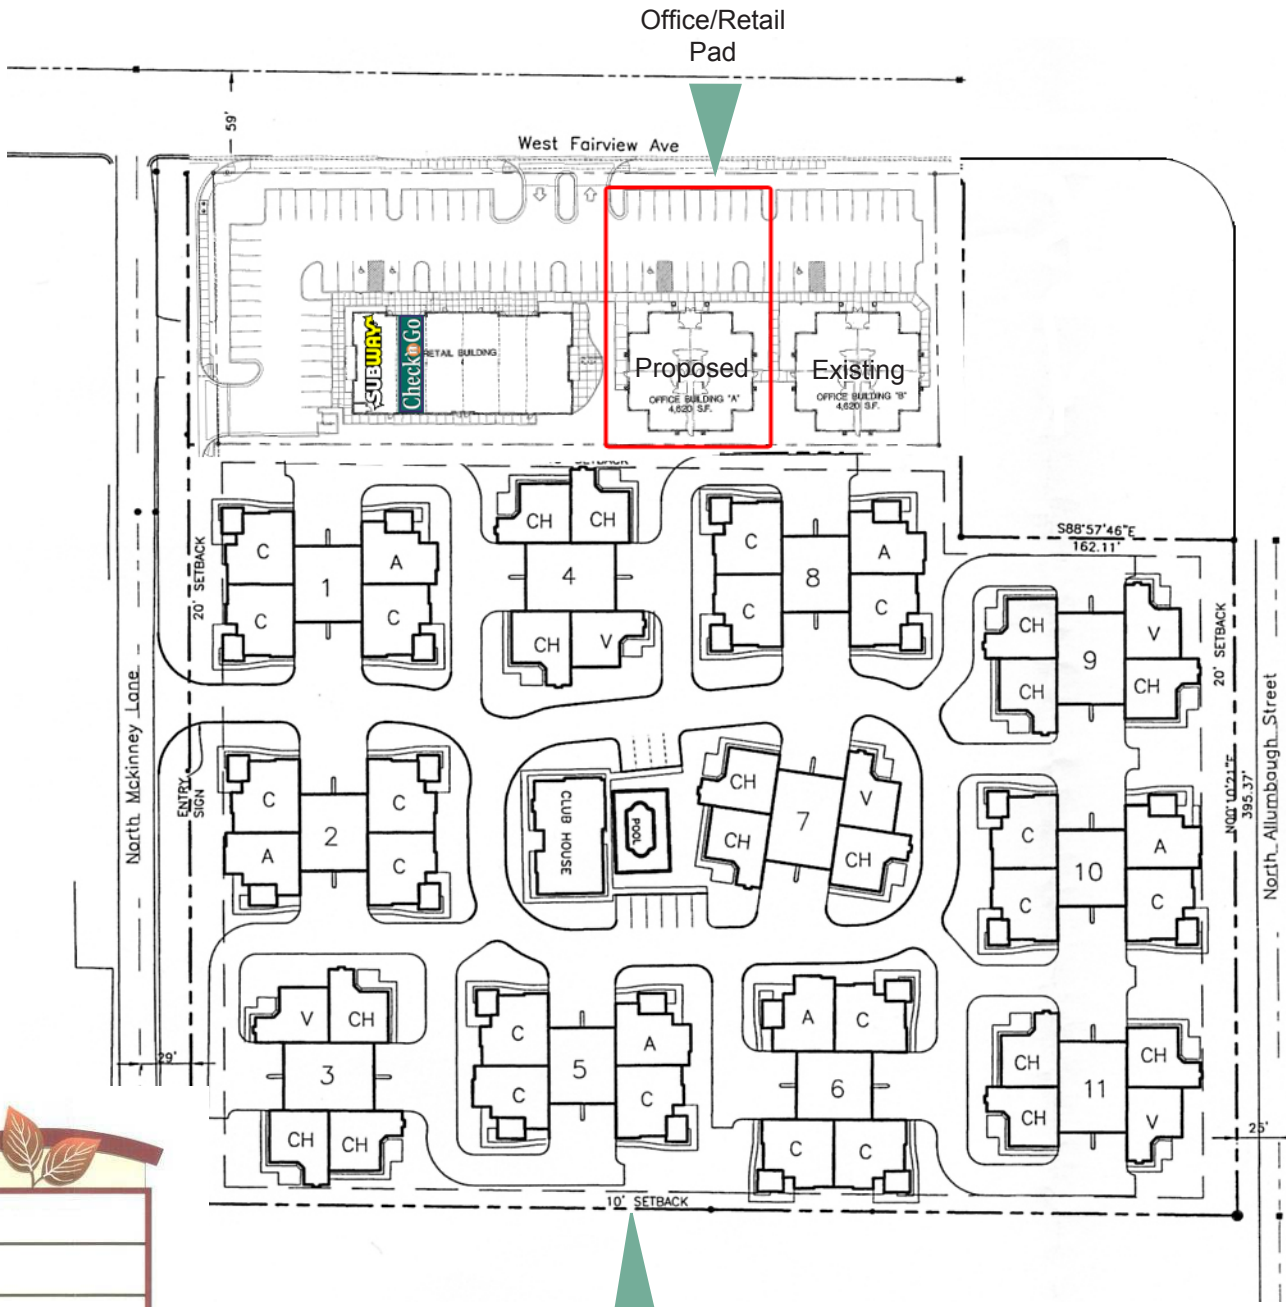 Office/Retail
Pad
59'
West Fairview Ave
SUBWAY
Check n Go
RETAIL BUILDING
Proposed
OFFICE BUILDING "A"
4,620 S.F.
Existing
OFFICE BUILDING "B"
4,620 S.F.
SETBACK
20' SETBACK
C
A
1
C
C
CH
CH
4
CH
V
C
A
8
C
C
S88°57'46"E
162.11'
CH
V
9
CH
CH
20' SETBACK
North Mckinney Lane
North Allumbaugh Street
ENTRY
SIGN
C
C
2
A
C
CLUB HOUSE
POOL
CH
V
7
CH
CH
N00°10'21"E
395.37'
C
A
10
C
C
29'
V
CH
3
CH
CH
C
A
5
C
C
A
C
6
C
C
CH
CH
11
CH
V
25'
10' SETBACK